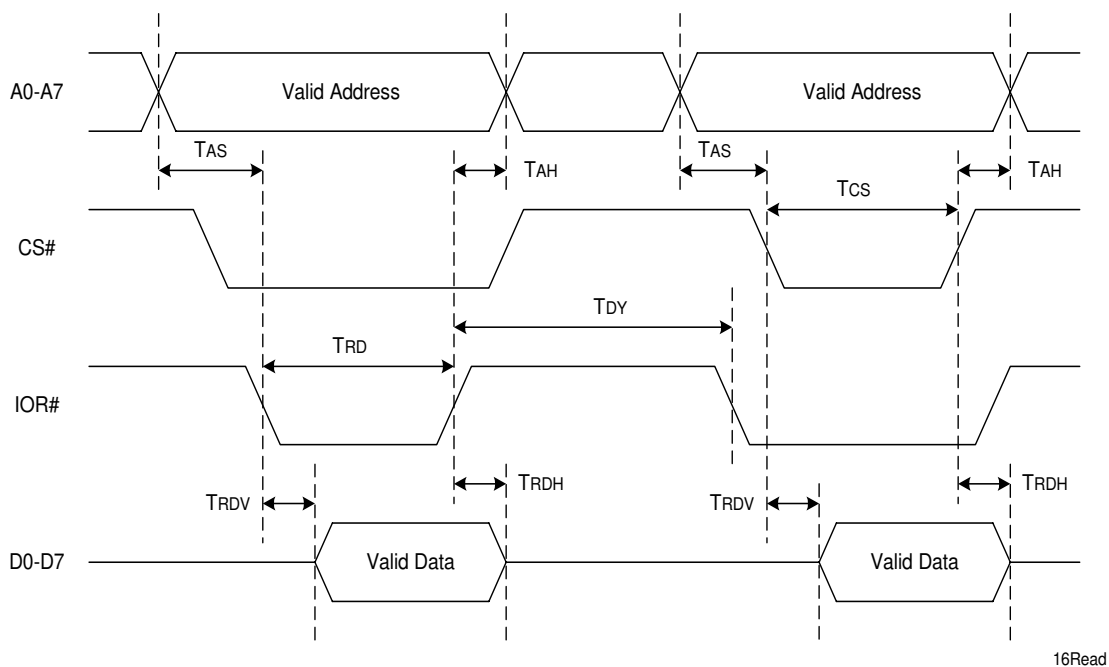 A0-A7
Valid Address
Valid Address
TAS
TAH
TAS
TAH
TCS
CS#
TDY
TRD
IOR#
TRDV
TRDH
TRDV
TRDH
D0-D7
Valid Data
Valid Data
16Read